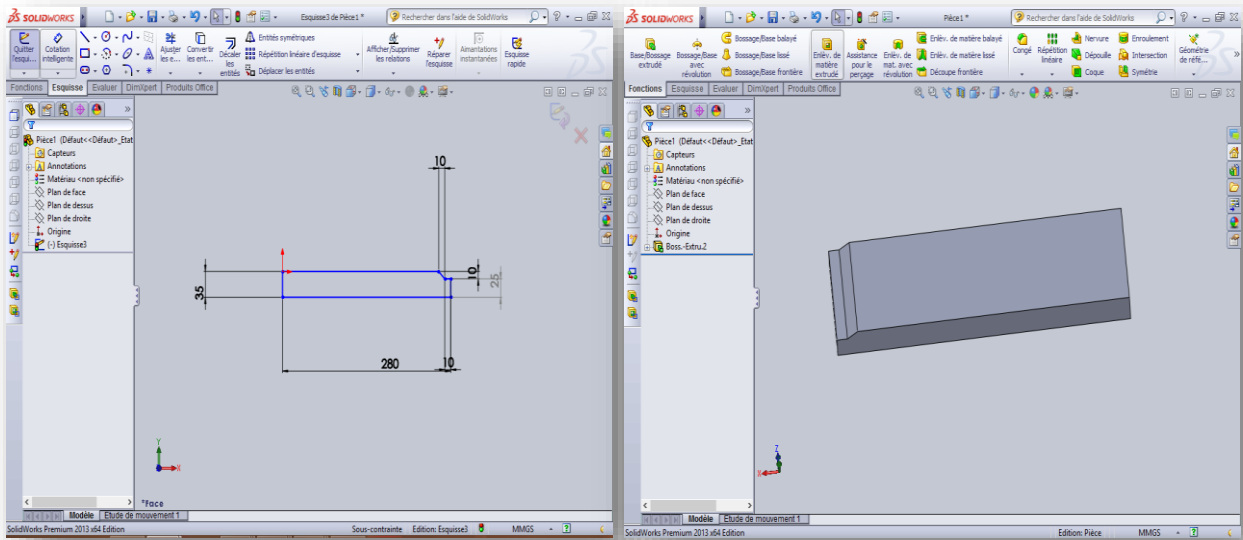 SOLIDWORKS
Esquisse3 de Pièce1 *
Rechercher dans l'aide de SolidWorks
Quitter l'esqui...
Cotation intelligente
Ajuster les e...
Convertir les ent...
Décaler les entités
Entités symétriques
Répétition linéaire d'esquisse
Déplacer les entités
Afficher/Supprimer les relations
Réparer l'esquisse
Aimantations instantanées
Esquisse rapide
Fonctions Esquisse Evaluer DimXpert Produits Office
Pièce1 (Défaut<<Défaut>_Etat
Capteurs
Annotations
Matériau <non spécifié>
Plan de face
Plan de dessus
Plan de droite
Origine
(-) Esquisse3
10
10
25
35
280
10
Y
X
*Face
Modèle Etude de mouvement 1
SolidWorks Premium 2013 x64 Edition
Sous-contrainte Edition: Esquisse3 MMGS
SOLIDWORKS
Pièce1 *
Rechercher dans l'aide de SolidWorks
Base/Bossage extrudé
Bossage/Base avec révolution
Bossage/Base balayé
Bossage/Base lissé
Bossage/Base frontière
Enlèv. de matière extrudé
Assistance pour le perçage
Enlèv. de mat. avec révolution
Enlèv. de matière balayé
Enlèv. de matière lissé
Découpe frontière
Congé
Répétition linéaire
Nervure
Dépouille
Coque
Enroulement
Intersection
Symétrie
Géométrie de réfé...
Fonctions Esquisse Evaluer DimXpert Produits Office
Pièce1 (Défaut<<Défaut>_Etat
Capteurs
Annotations
Matériau <non spécifié>
Plan de face
Plan de dessus
Plan de droite
Origine
Boss.-Extru.2
Z
X
Modèle Etude de mouvement 1
SolidWorks Premium 2013 x64 Edition
Edition: Pièce MMGS